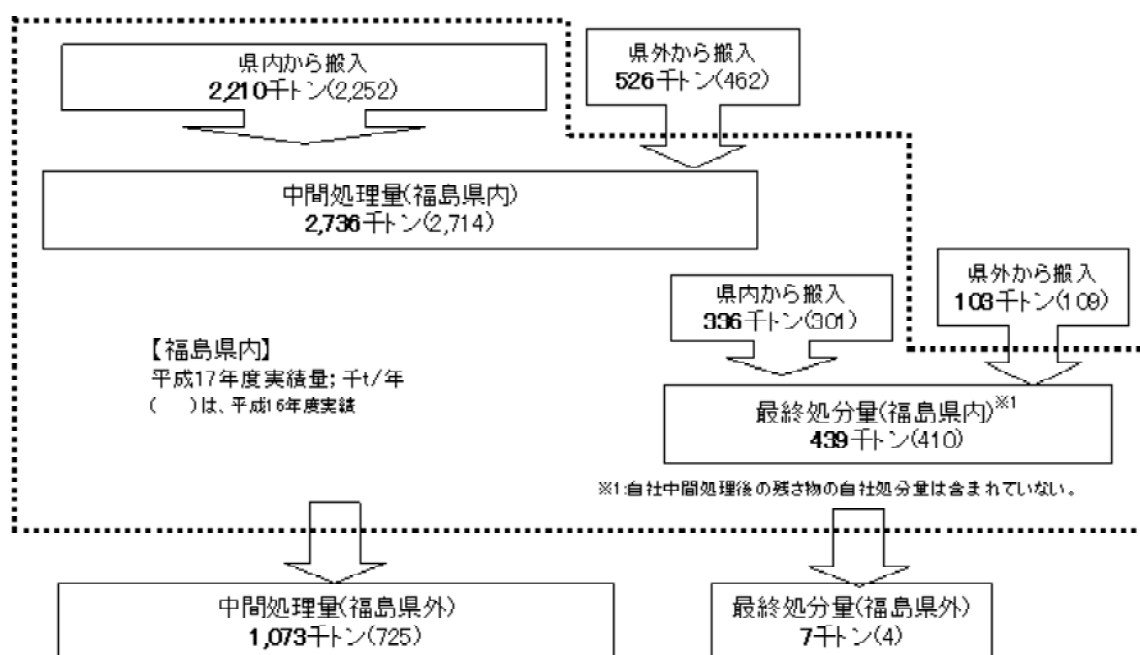 県内から搬入
2,210千トン(2,252)
県外から搬入
526千トン(462)
中間処理量(福島県内)
2,736千トン(2,714)
県内から搬入
336千トン(301)
県外から搬入
103千トン(109)
【福島県内】
平成17年度実績量;千t/年
(　)は、平成16年度実績
最終処分量(福島県内)※1
439千トン(410)
※1:自社中間処理後の残さ物の自社処分量は含まれていない。
中間処理量(福島県外)
1,073千トン(725)
最終処分量(福島県外)
7千トン(4)